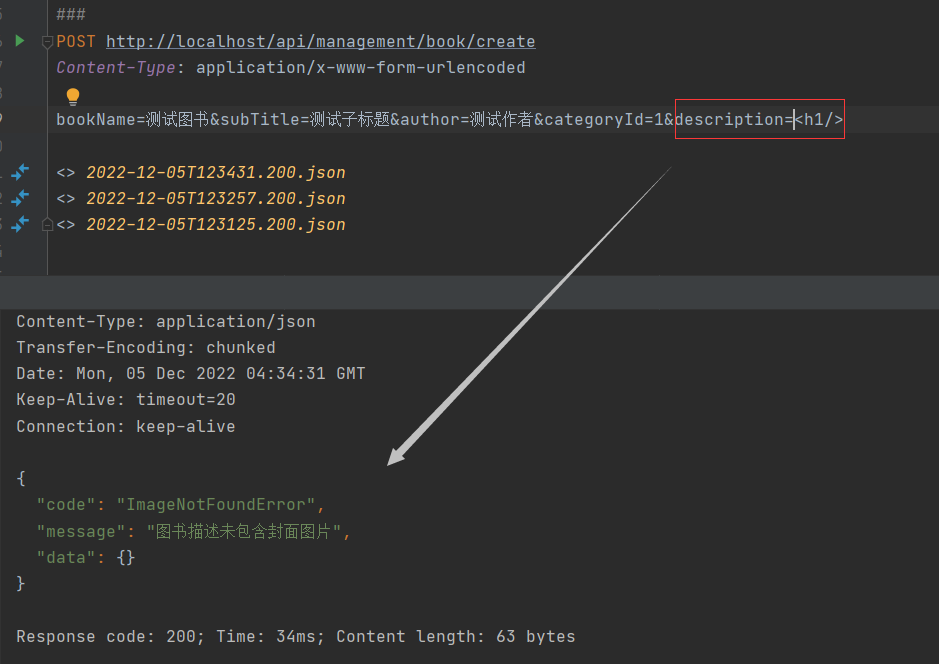 ###
POST http://localhost/api/management/book/create
Content-Type: application/x-www-form-urlencoded
bookName=测试图书&subTitle=测试子标题&author=测试作者&categoryId=1&description=<h1/>
<> 2022-12-05T123431.200.json
<> 2022-12-05T123257.200.json
<> 2022-12-05T123125.200.json
Content-Type: application/json
Transfer-Encoding: chunked
Date: Mon, 05 Dec 2022 04:34:31 GMT
Keep-Alive: timeout=20
Connection: keep-alive
{
"code": "ImageNotFoundError",
"message": "图书描述未包含封面图片",
"data": {}
}
Response code: 200; Time: 34ms; Content length: 63 bytes